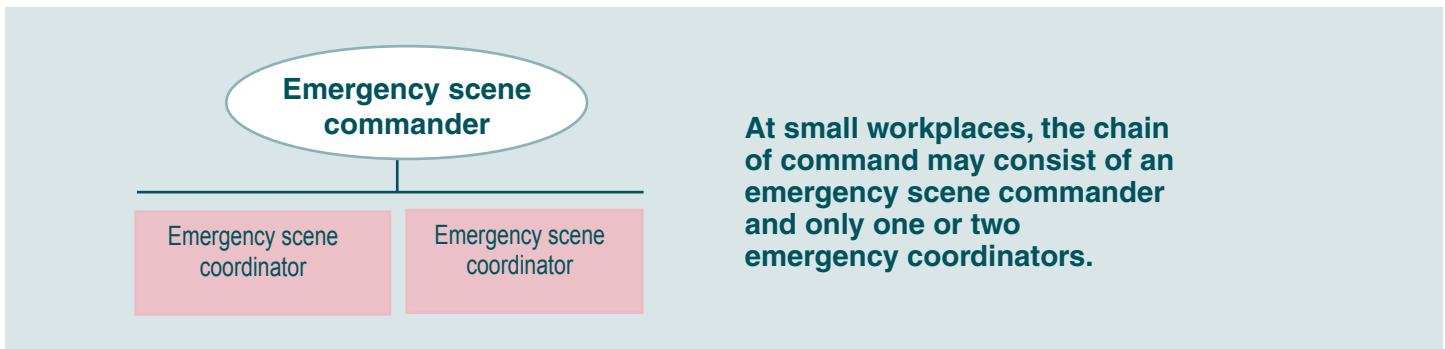 Emergency scene
commander
Emergency scene
coordinator
Emergency scene
coordinator
At small workplaces, the chain
of command may consist of an
emergency scene commander
and only one or two
emergency coordinators.